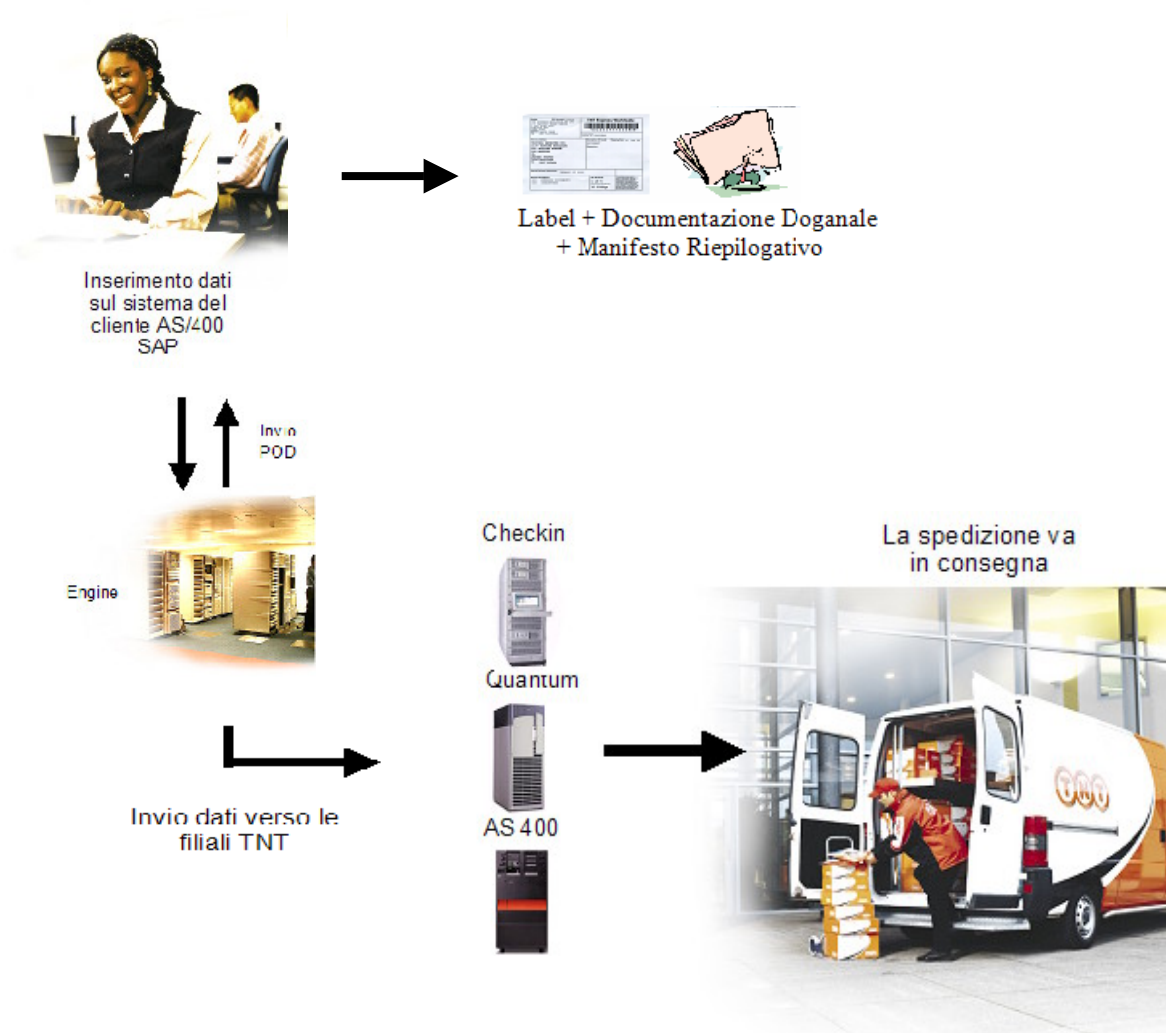 Label + Documentazione Doganale
+ Manifesto Riepilogativo
Inserimento dati
sul sistema del
cliente AS/400
SAP
Invio
POD
Engine
Checkin
Quantum
AS 400
La spedizione va
in consegna
TNT
Invio dati verso le
filiali TNT